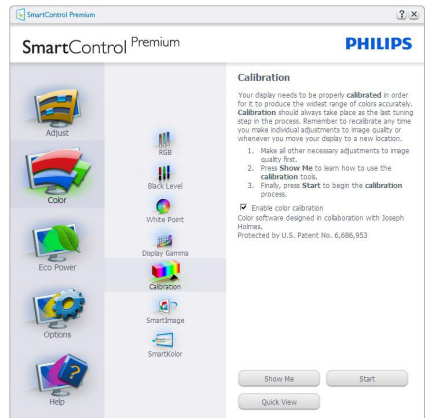 SmartControl Premium
SmartControl Premium
PHILIPS
Adjust
Color
Eco Power
Options
Help
RGB
Black Level
White Point
Display Gamma
Calibration
SmartImage
SmartKolor
Calibration
Your display needs to be properly calibrated in order
for it to produce the widest range of colors accurately.
Calibration should always take place as the last tuning
step in the process. Remember to recalibrate any time
you make individual adjustments to image quality or
whenever you move your display to a new location.
1. Make all other necessary adjustments to image
quality first.
2. Press Show Me to learn how to use the
calibration tools.
3. Finally, press Start to begin the calibration
process.
Enable color calibration
Color software designed in collaboration with Joseph
Holmes.
Protected by U.S. Patent No. 6,686,953
Show Me
Start
Quick View